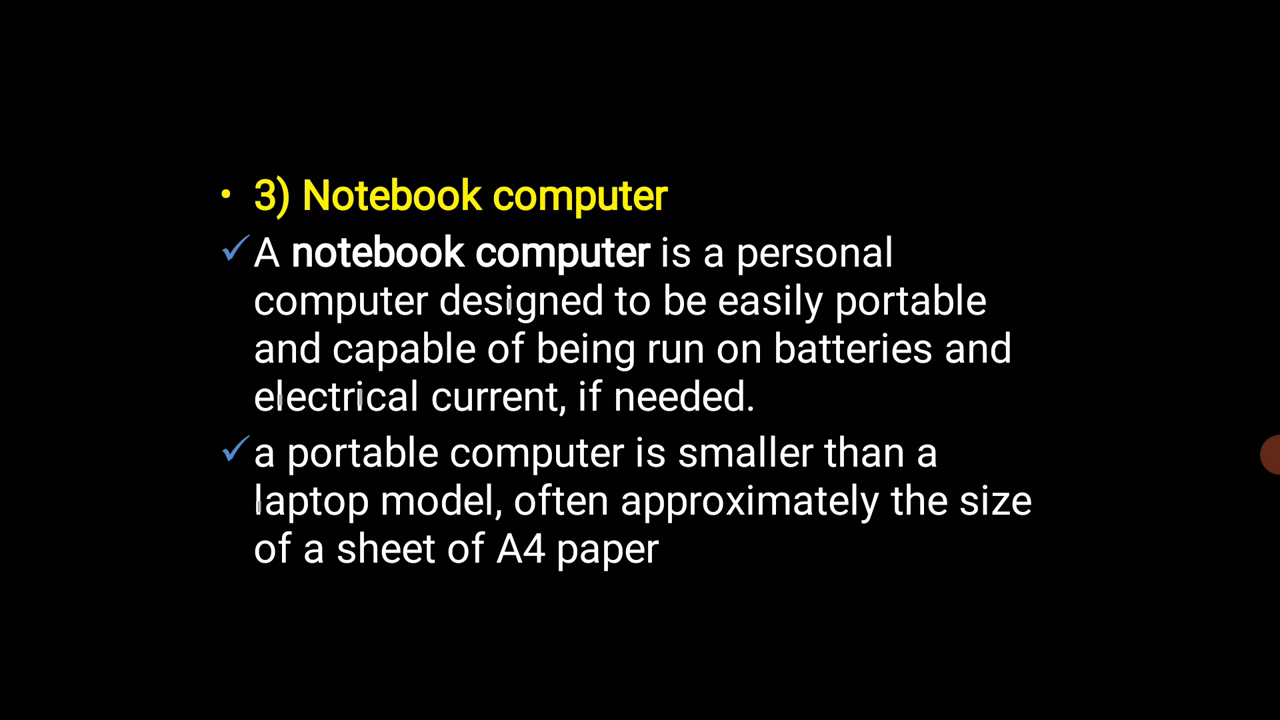 • 3) Notebook computer
✓ A notebook computer is a personal
computer designed to be easily portable
and capable of being run on batteries and
electrical current, if needed.
✓ a portable computer is smaller than a
laptop model, often approximately the size
of a sheet of A4 paper